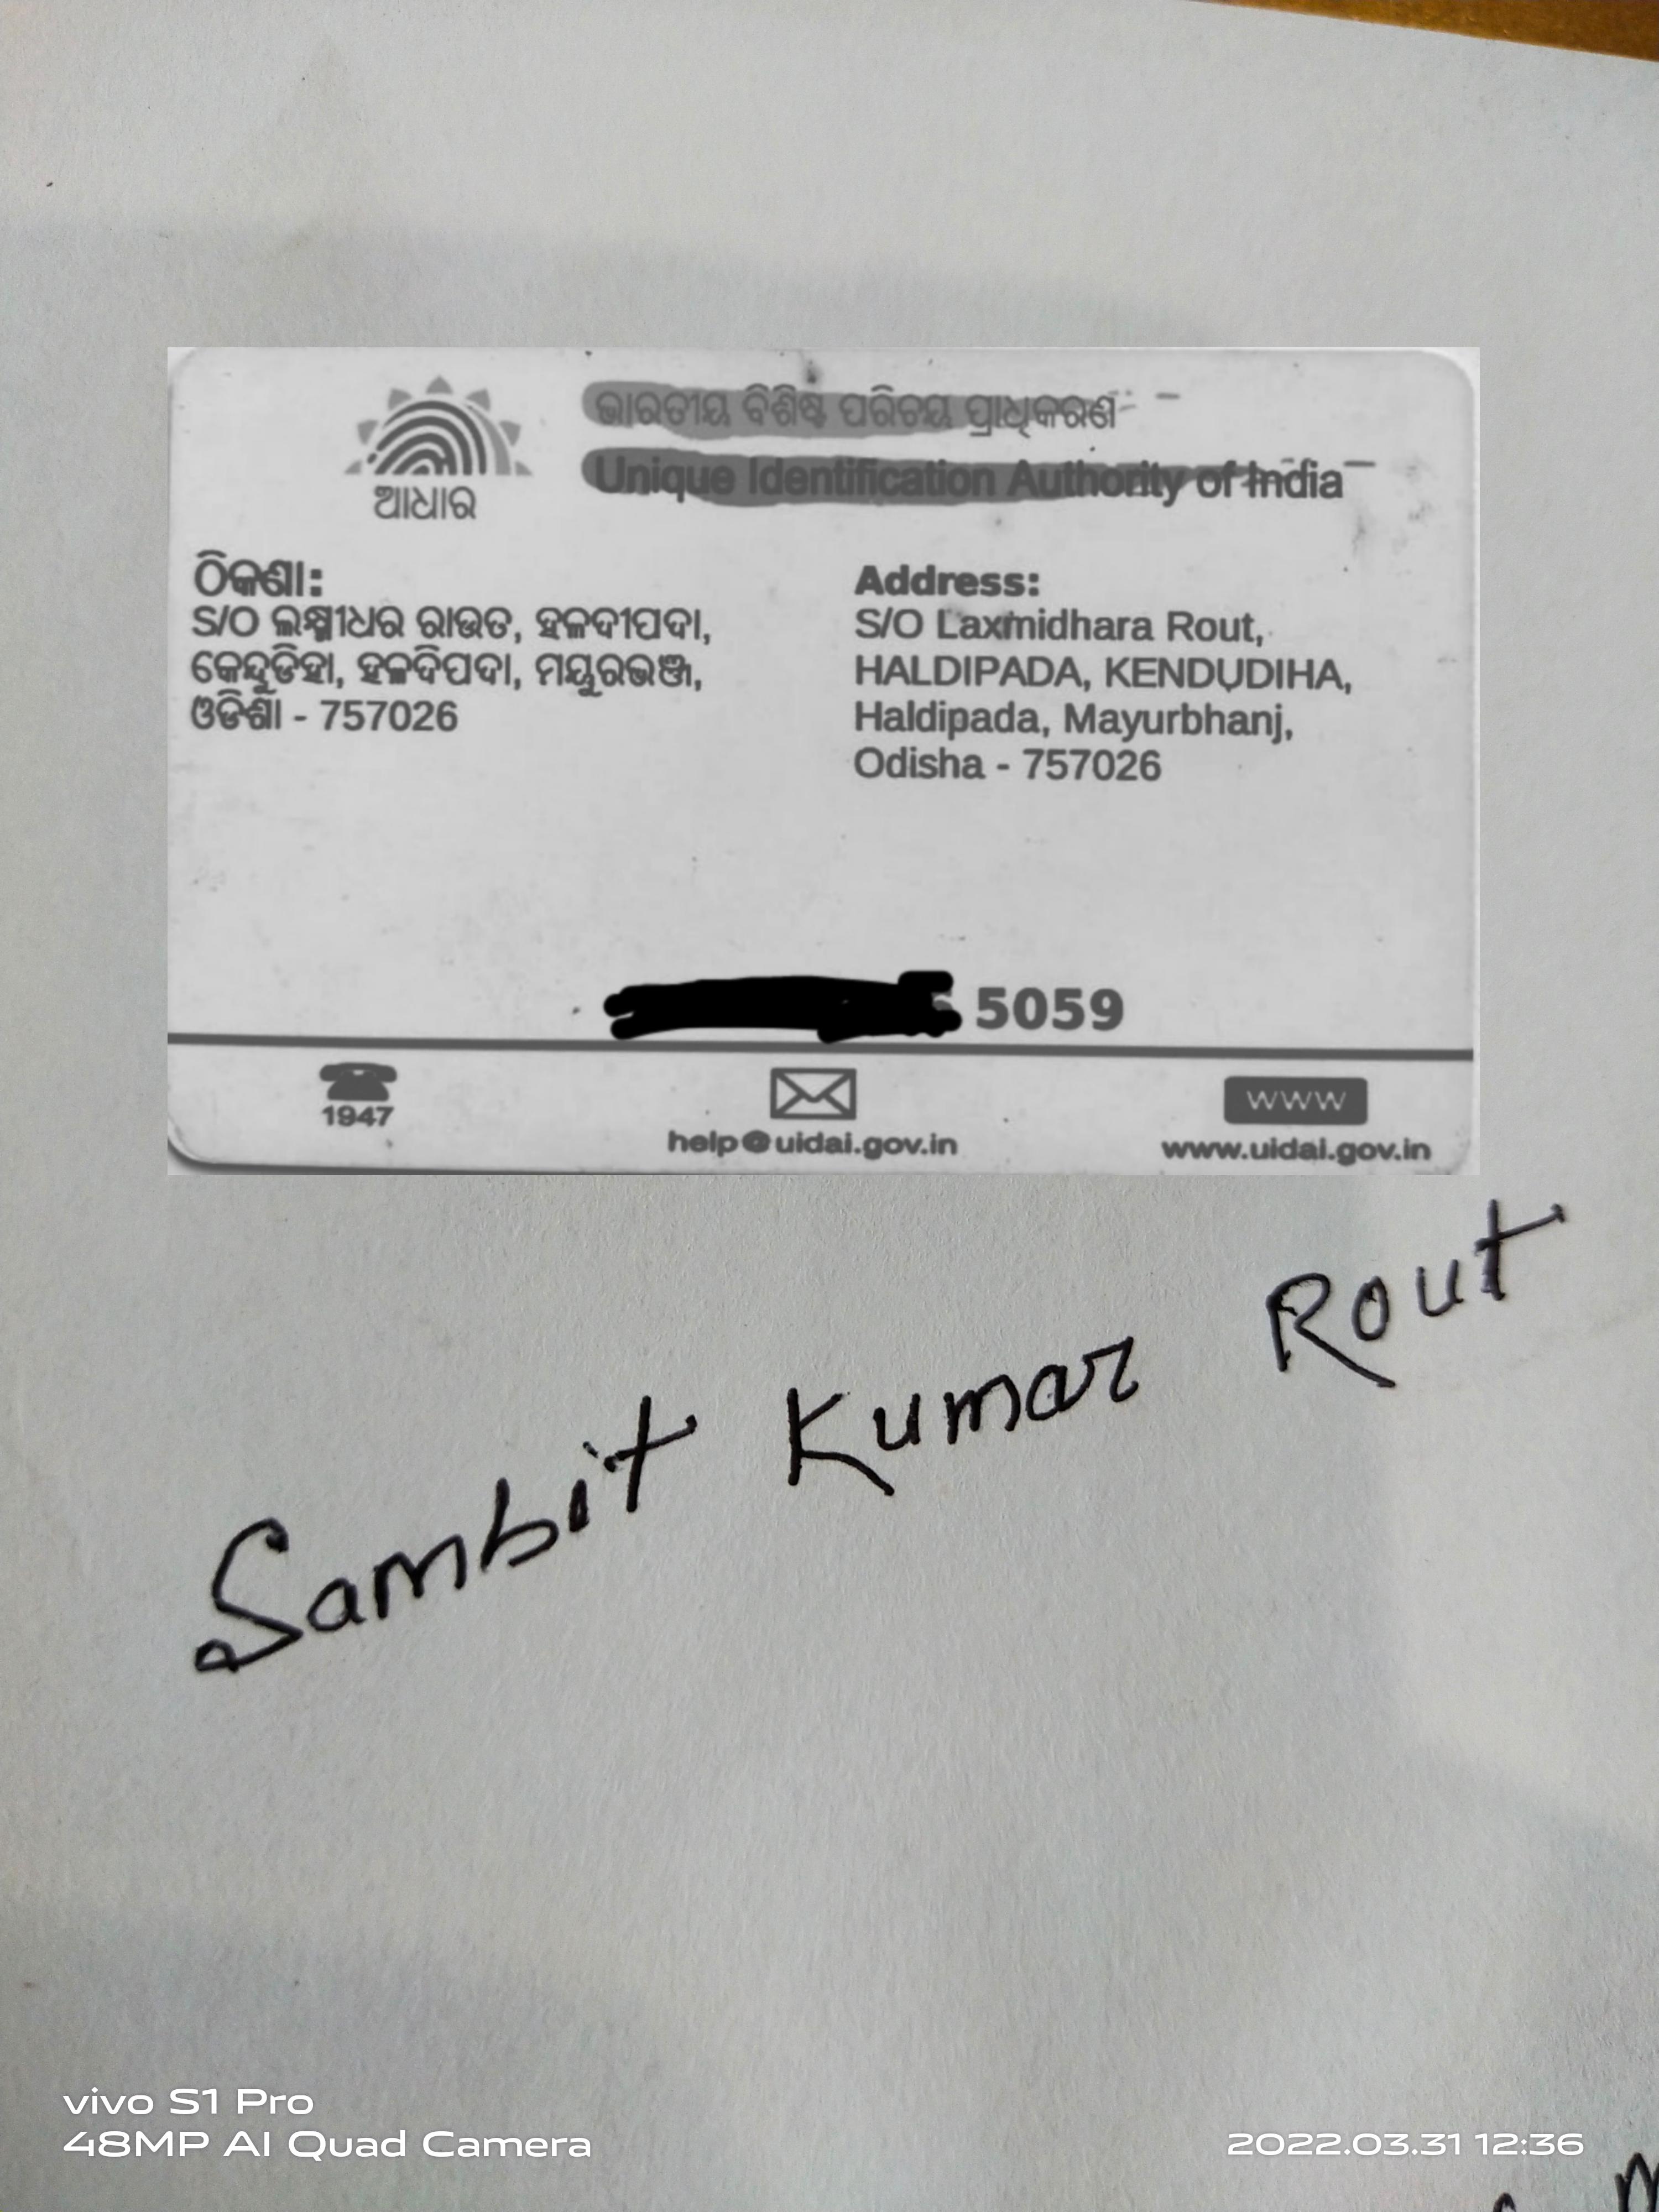 ଭାରତୀୟ ବିଶିଷ୍ଟ ପରିଚୟ ପ୍ରାଧିକରଣ
Unique Identification Authority of India
ଆଧାର
ଠିକଣା:
S/O ଲକ୍ଷ୍ମୀଧର ରାଉତ, ହଳଦୀପଦା,
କେନ୍ଦୁଡିହା, ହଳଦିପଦା, ମୟୁରଭଞ୍ଜ,
ଓଡିଶା - 757026
Address:
S/O Laxmidhara Rout,
HALDIPADA, KENDUDIHA,
Haldipada, Mayurbhanj,
Odisha - 757026
5059
1947
help@uidai.gov.in
www
www.uidai.gov.in
Sambit Kumar Rout
vivo S1 Pro
48MP AI Quad Camera
2022.03.31 12:36